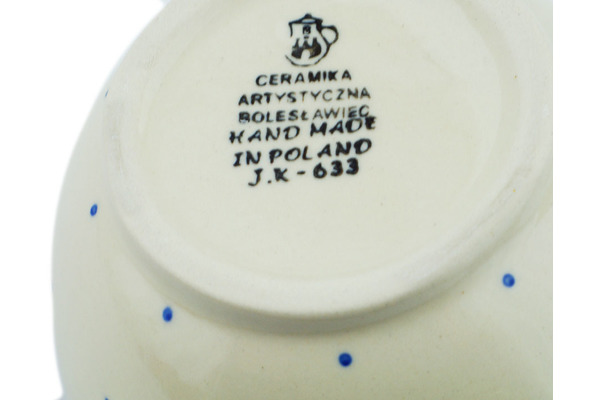 CERAMIKA
ARTYSTYCZNA
BOLESŁAWIEC
HAND MADE
IN POLAND
J.K-633